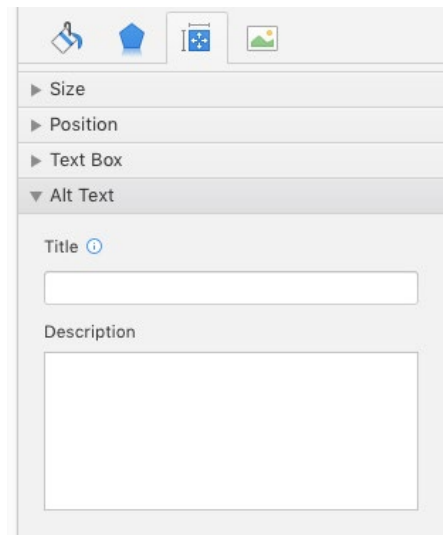 Size
Position
Text Box
Alt Text
Title
Description